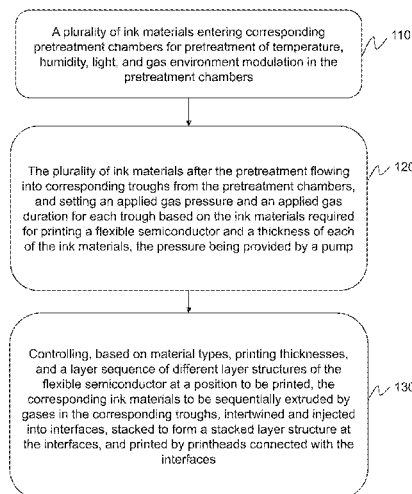 A plurality of ink materials entering corresponding
pretreatment chambers for pretreatment of temperature,
humidity, light, and gas environment modulation in the
pretreatment chambers
110
The plurality of ink materials after the pretreatment flowing
into corresponding troughs from the pretreatment chambers,
and setting an applied gas pressure and an applied gas
duration for each trough based on the ink materials required
for printing a flexible semiconductor and a thickness of each
of the ink materials, the pressure being provided by a pump
120
Controlling, based on material types, printing thicknesses,
and a layer sequence of different layer structures of the
flexible semiconductor at a position to be printed, the
corresponding ink materials to be sequentially extruded by
gases in the corresponding troughs, intertwined and injected
into interfaces, stacked to form a stacked layer structure at
the interfaces, and printed by printheads connected with the
interfaces
130